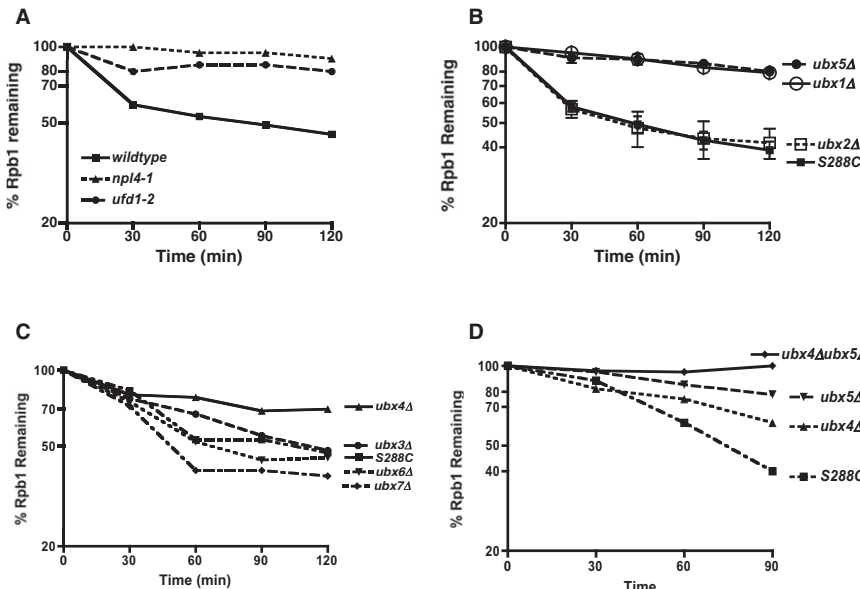 A
% Rpb1 remaining
100
80
70
50
20
wildtype
npl4-1
ufd1-2
0 30 60 90 120
Time (min)
B
% Rpb1 Remaining
100
80
70
60
50
40
20
ubx5Δ
ubx1Δ
ubx2Δ
S288C
0 30 60 90 120
Time (min)
C
% Rpb1 Remaining
100
70
50
20
ubx4Δ
ubx3Δ
S288C
ubx6Δ
ubx7Δ
0 30 60 90 120
Time (min)
D
% Rpb1 Remaining
100
80
70
50
40
20
ubx4Δubx5Δ
ubx5Δ
ubx4Δ
S288C
0 30 60 90
Time